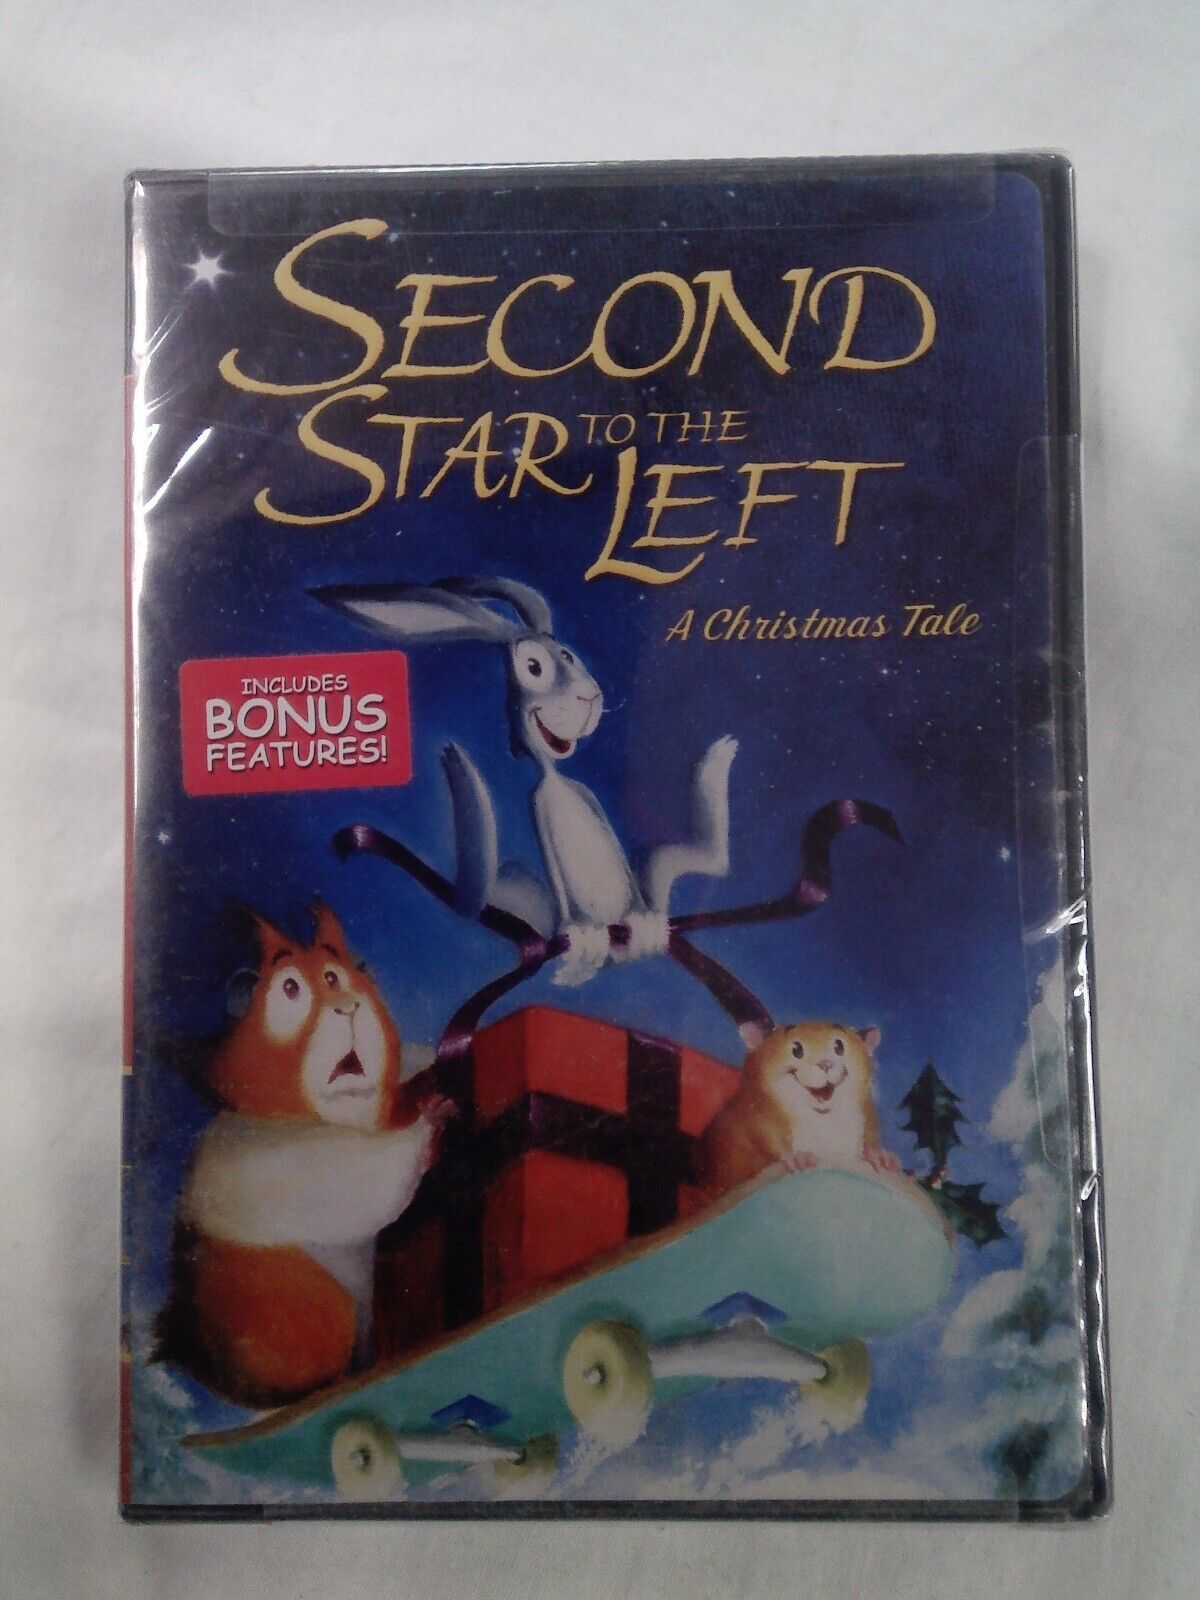 SECOND
STAR TO THE
LEFT
A Christmas Tale
INCLUDES
BONUS
FEATURES!